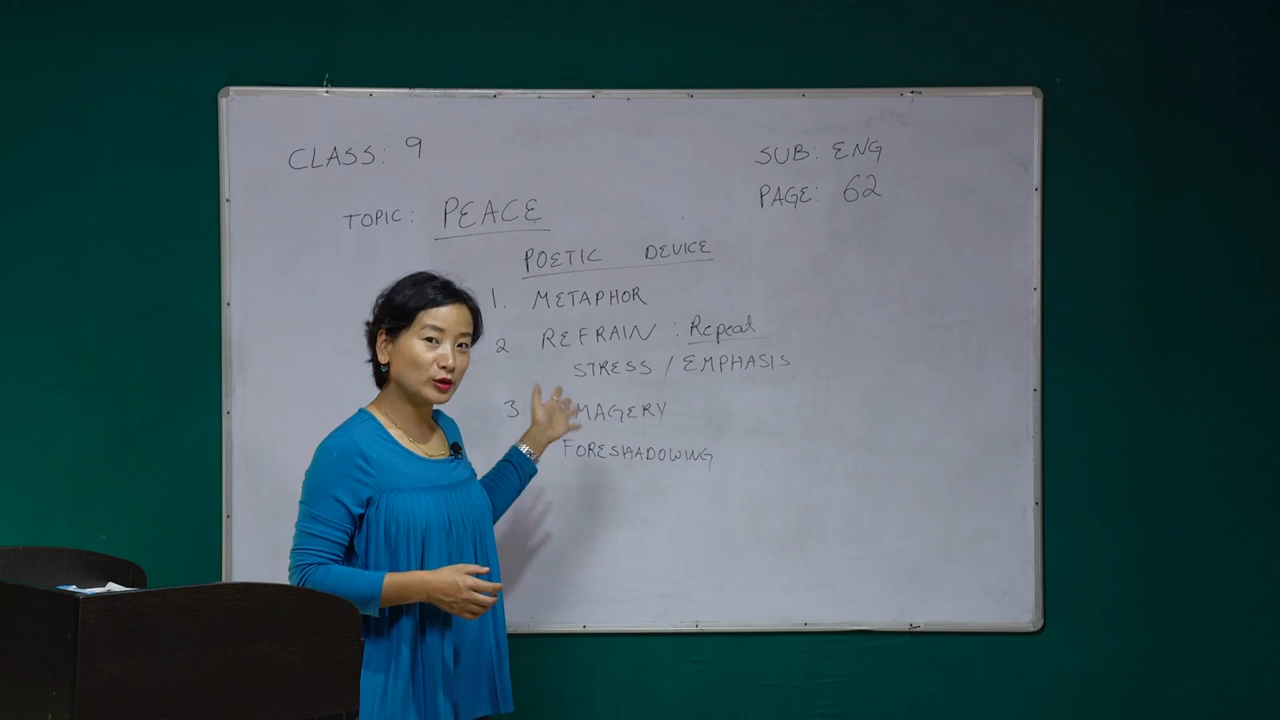 CLASS: 9
SUB: ENG
PAGE: 62
TOPIC: PEACE
POETIC DEVICE
1. METAPHOR
2. REFRAIN : Repeat
STRESS / EMPHASIS
3 IMAGERY
FORESHADOWING